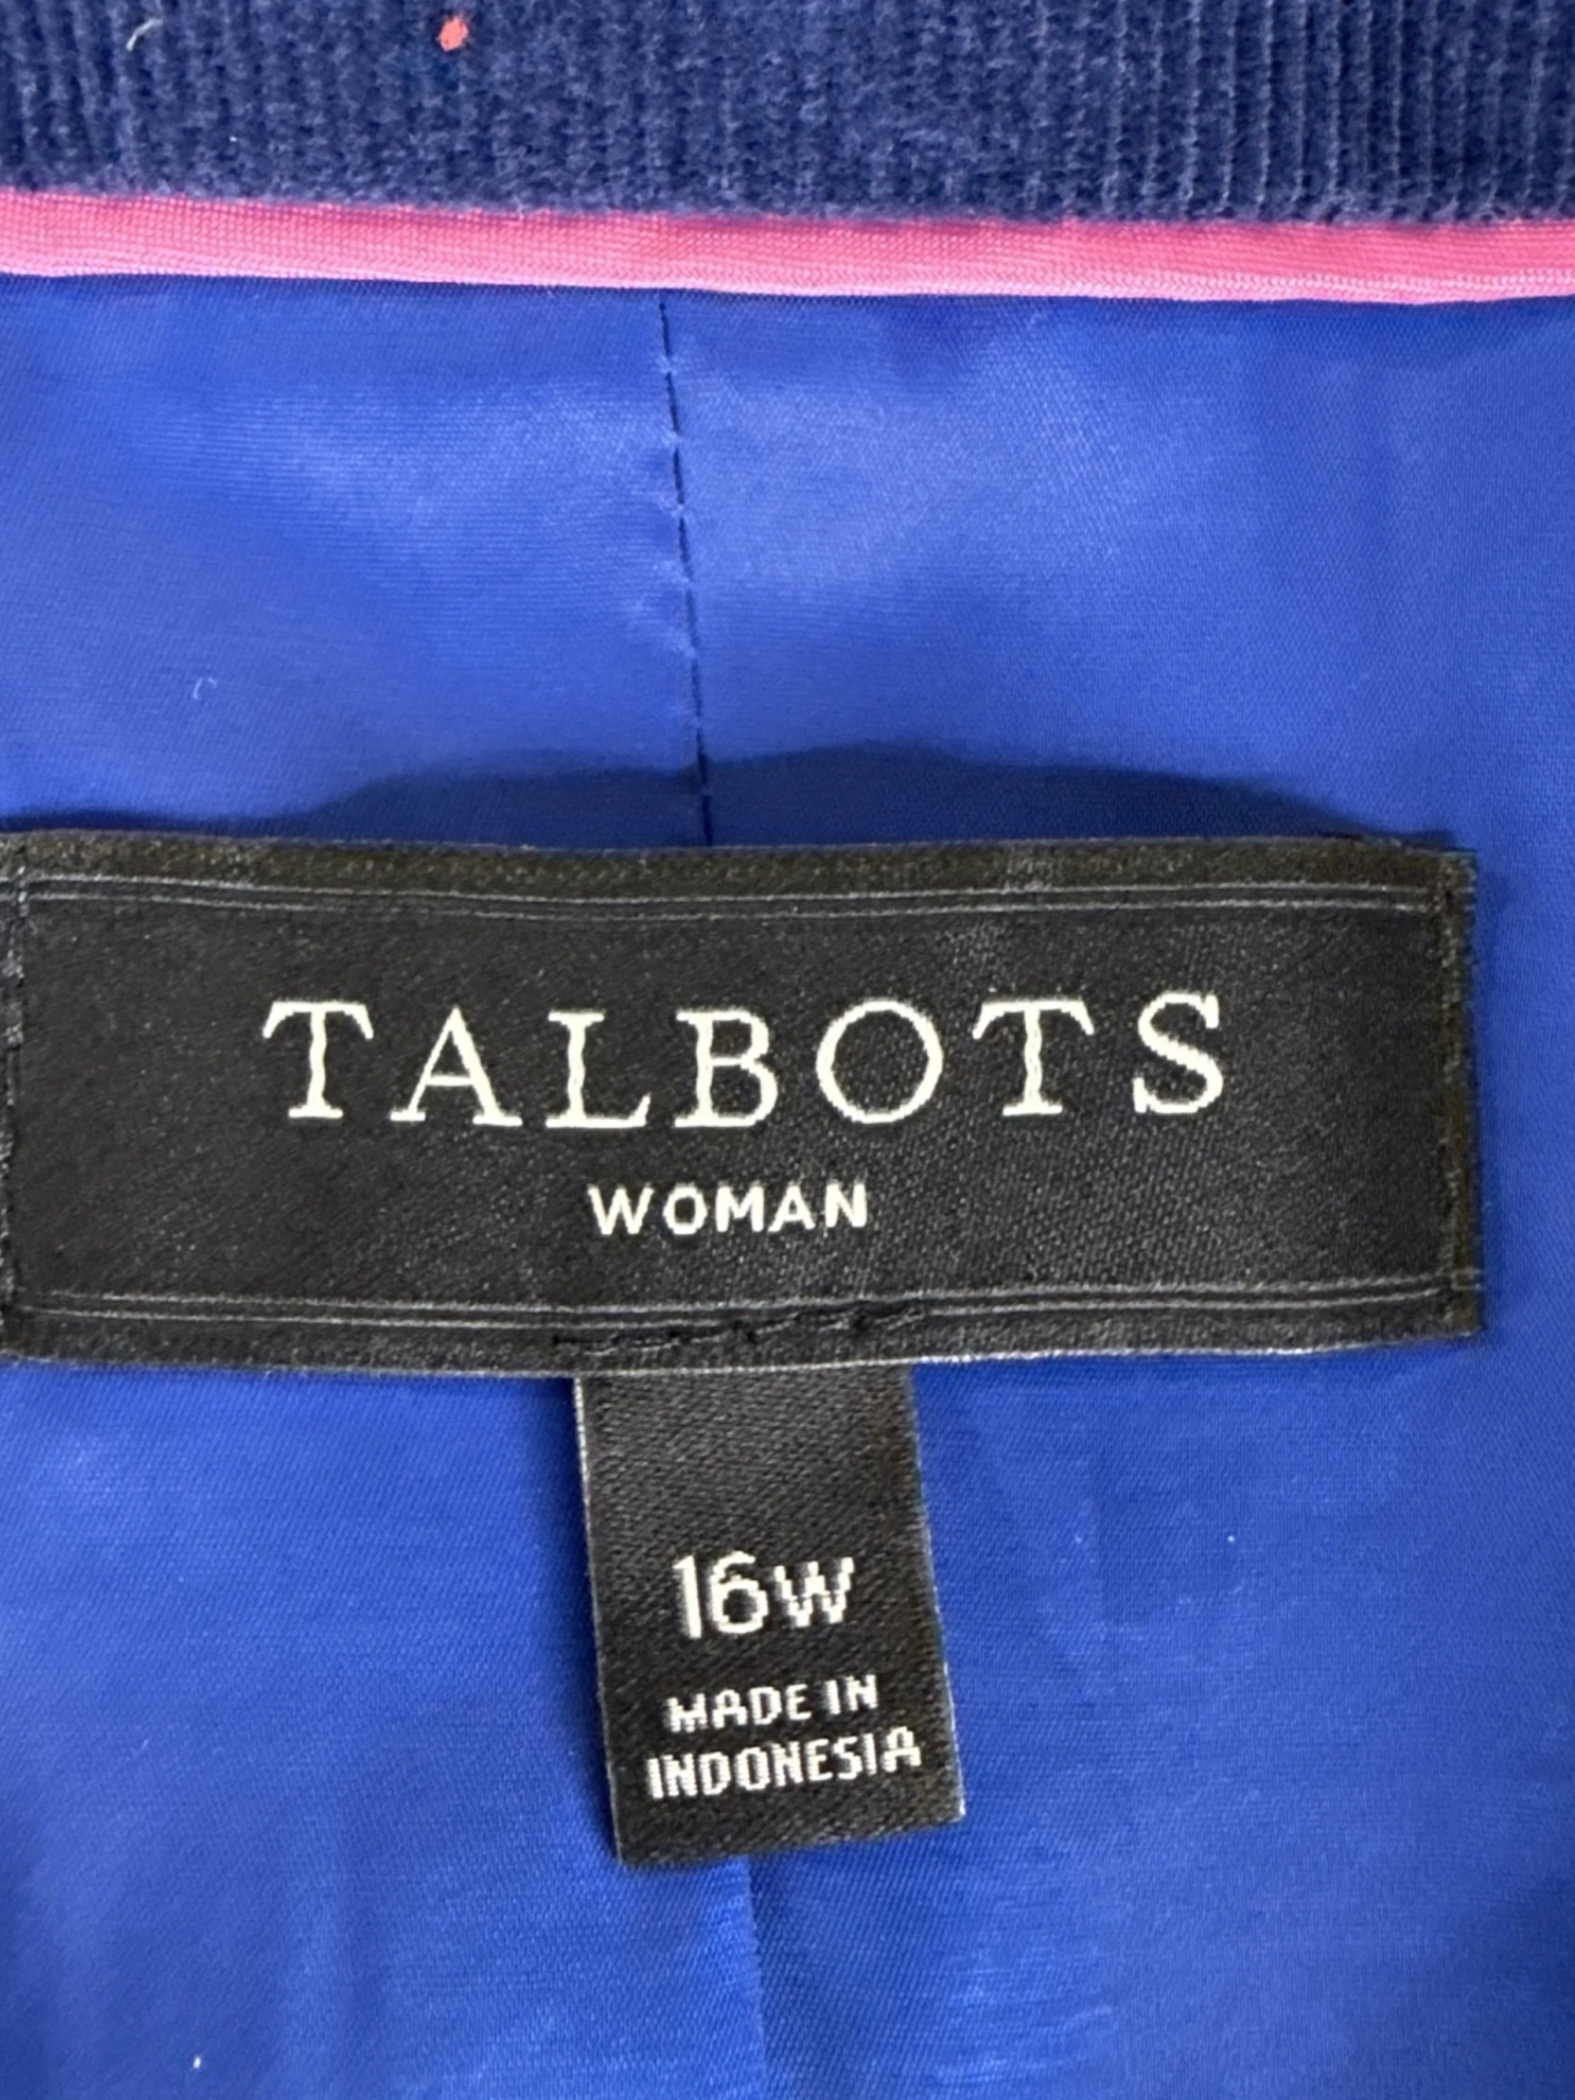 TALBOTS
WOMAN
16W
MADE IN
INDONESIA